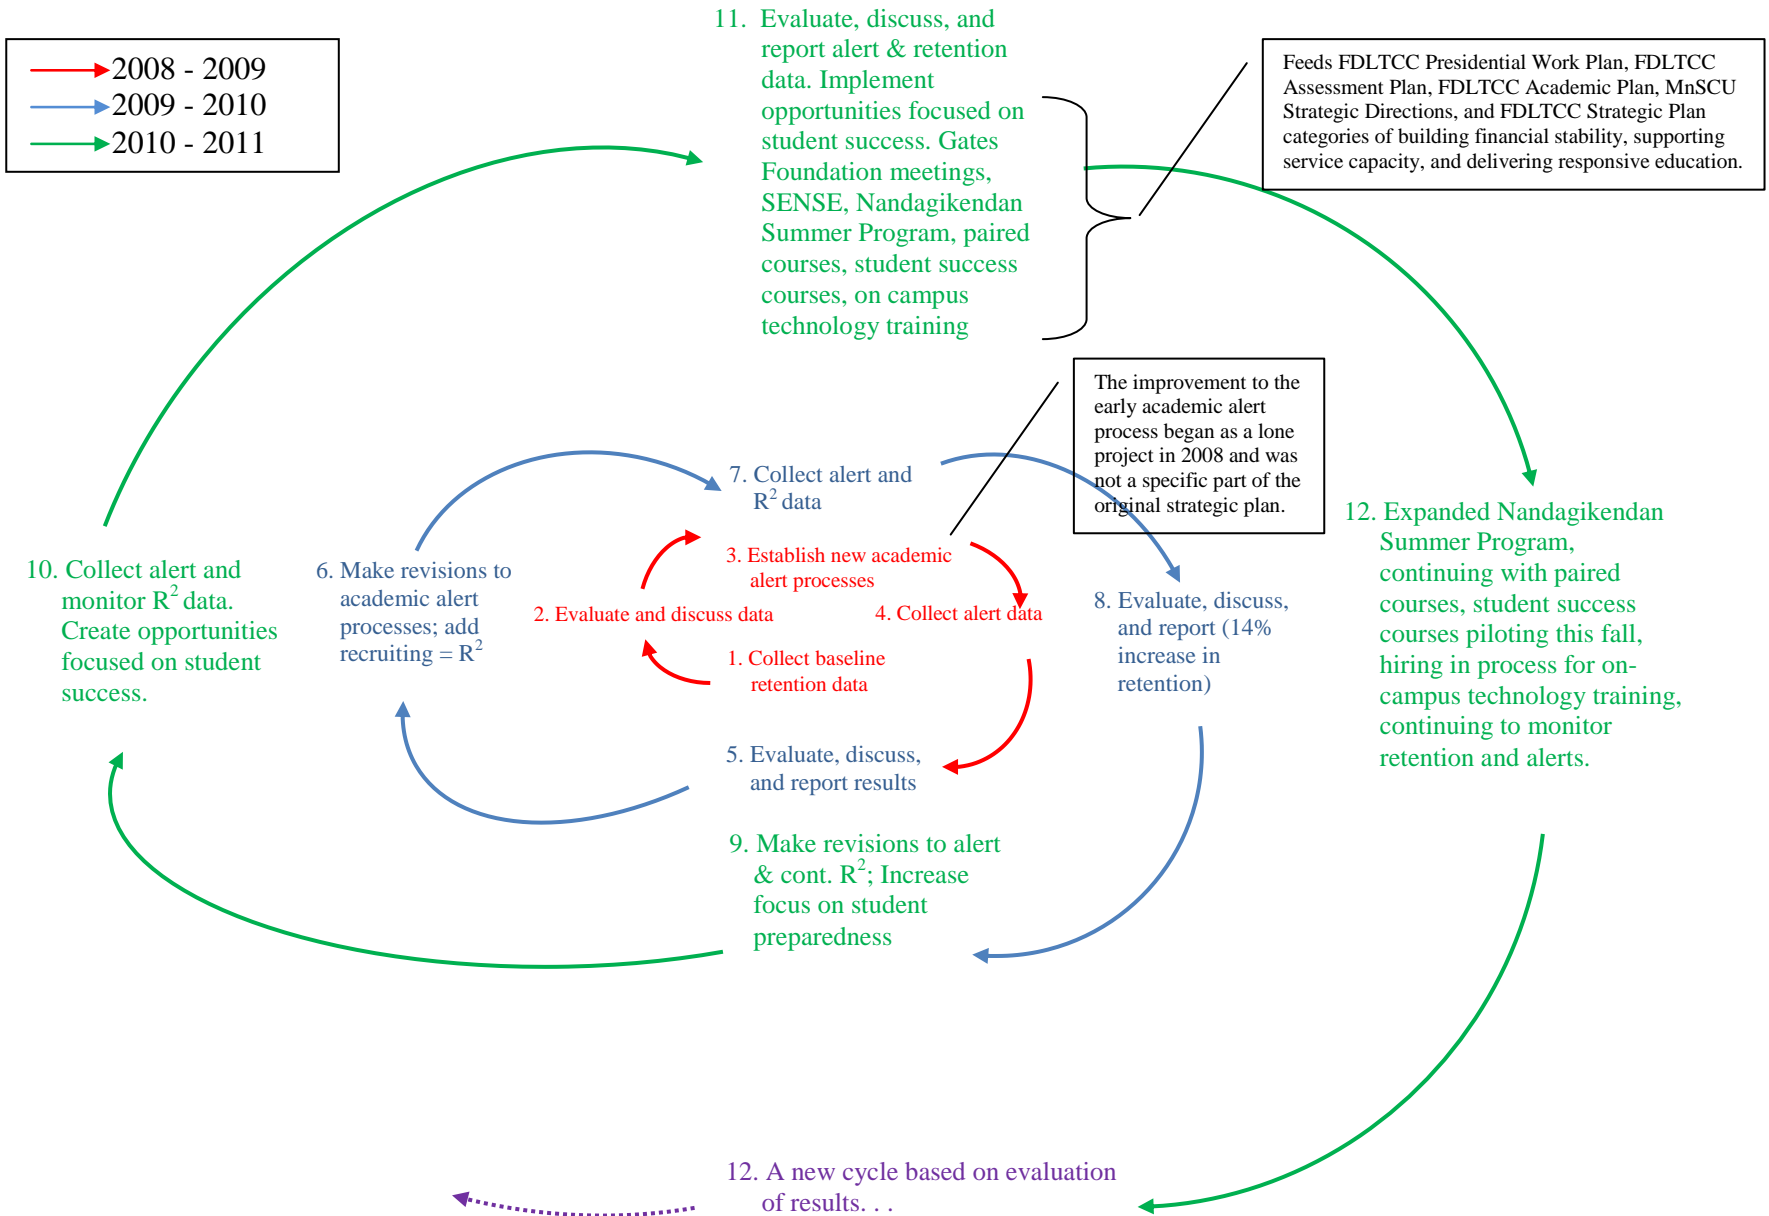 2008 - 2009
2009 - 2010
2010 - 2011
11. Evaluate, discuss, and
report alert & retention
data. Implement
opportunities focused on
student success. Gates
Foundation meetings,
SENSE, Nandagikendan
Summer Program, paired
courses, student success
courses, on campus
technology training
Feeds FDLTCC Presidential Work Plan, FDLTCC
Assessment Plan, FDLTCC Academic Plan, MnSCU
Strategic Directions, and FDLTCC Strategic Plan
categories of building financial stability, supporting
service capacity, and delivering responsive education.
The improvement to the
early academic alert
process began as a lone
project in 2008 and was
not a specific part of the
original strategic plan.
7. Collect alert and
R² data
3. Establish new academic
alert processes
2. Evaluate and discuss data
4. Collect alert data
1. Collect baseline
retention data
10. Collect alert and
monitor R² data.
Create opportunities
focused on student
success.
6. Make revisions to
academic alert
processes; add
recruiting = R²
8. Evaluate, discuss,
and report (14%
increase in
retention)
12. Expanded Nandagikendan
Summer Program,
continuing with paired
courses, student success
courses piloting this fall,
hiring in process for on-
campus technology training,
continuing to monitor
retention and alerts.
5. Evaluate, discuss,
and report results
9. Make revisions to alert
& cont. R²; Increase
focus on student
preparedness
12. A new cycle based on evaluation
of results. . .